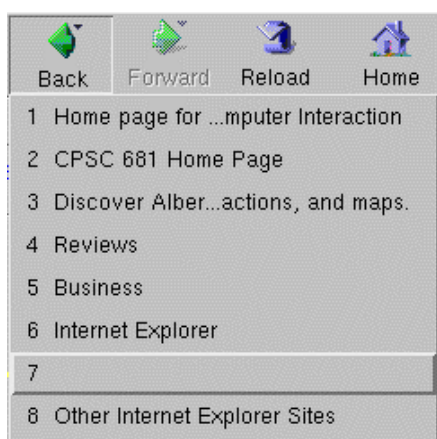 Back Forward Reload Home
1 Home page for ...mputer Interaction
2 CPSC 681 Home Page
3 Discover Alber...actions, and maps.
4 Reviews
5 Business
6 Internet Explorer
7
8 Other Internet Explorer Sites